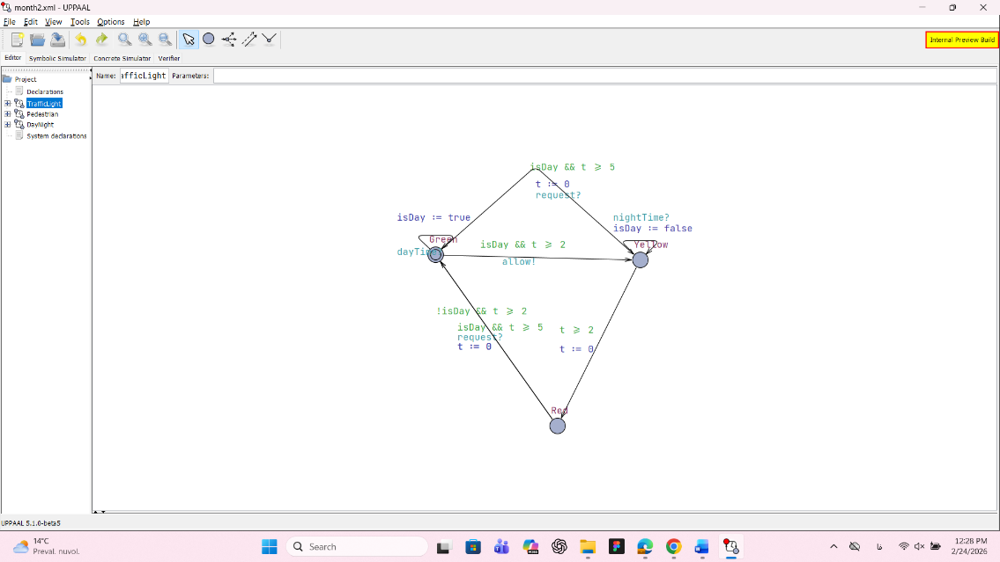 month2.xml - UPPAAL
File Edit View Tools Options Help
Internal Preview Build
Editor Symbolic Simulator Concrete Simulator Verifier
Project
Declarations
TrafficLight
Pedestrian
DayNight
System declarations
Name: afficLight Parameters:
isDay && t ⩾ 5
t := 0
request?
isDay := true
nightTime?
isDay := false
Green
Yellow
isDay && t ⩾ 2
dayTime?
allow!
!isDay && t ⩾ 2
isDay && t ⩾ 5
request?
t := 0
t ⩾ 2
t := 0
Red
UPPAAL 5.1.0-beta5
14°C
Preval. nuvol.
Search
12:28 PM
2/24/2026